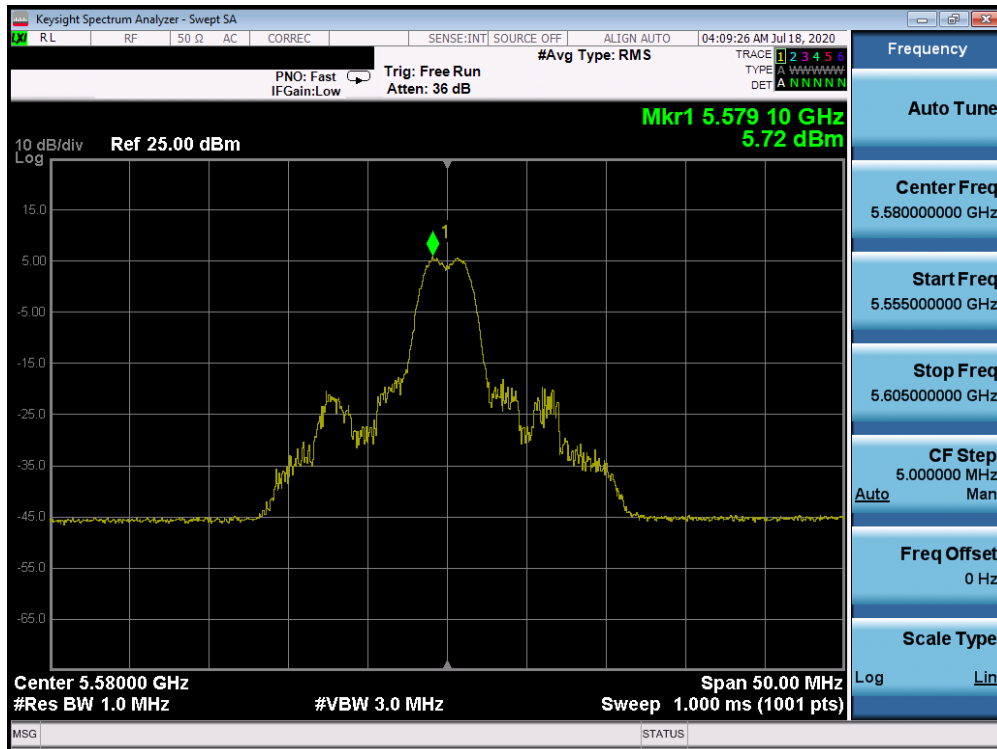 Keysight Spectrum Analyzer - Swept SA
LXI RL RF 50 Ω AC CORREC SENSE:INT SOURCE OFF ALIGN AUTO 04:09:26 AM Jul 18, 2020
#Avg Type: RMS
TRACE 1 2 3 4 5 6
TYPE A W W W W W
DET A N N N N N
PNO: Fast
IFGain:Low
Trig: Free Run
Atten: 36 dB
Mkr1 5.579 10 GHz
5.72 dBm
10 dB/div
Log
Ref 25.00 dBm
15.0
5.00
-5.00
-15.0
-25.0
-35.0
-45.0
-55.0
-65.0
1
Center 5.58000 GHz
Span 50.00 MHz
#Res BW 1.0 MHz
#VBW 3.0 MHz
Sweep 1.000 ms (1001 pts)
MSG
STATUS
Frequency
Auto Tune
Center Freq
5.580000000 GHz
Start Freq
5.555000000 GHz
Stop Freq
5.605000000 GHz
CF Step
5.000000 MHz
Auto Man
Freq Offset
0 Hz
Scale Type
Log Lin